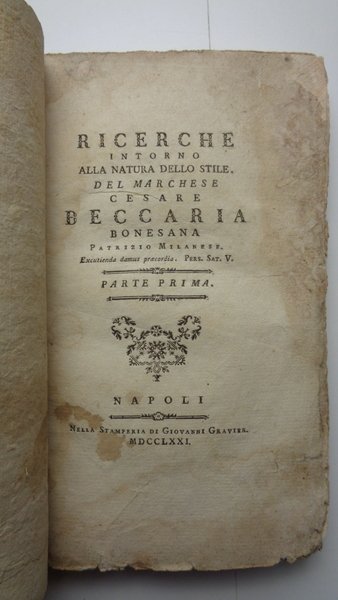 RICERCHE
INTORNO
ALLA NATURA DELLO STILE.
DEL MARCHESE
CESARE
BECCARIA
BONESANA
PATRIZIO MILANESE.
Excutienda damus præcordia. PERS. SAT. V.
PARTE PRIMA.
NAPOLI
NELLA STAMPERIA DI GIOVANNI GRAVIER.
MDCCLXXI.